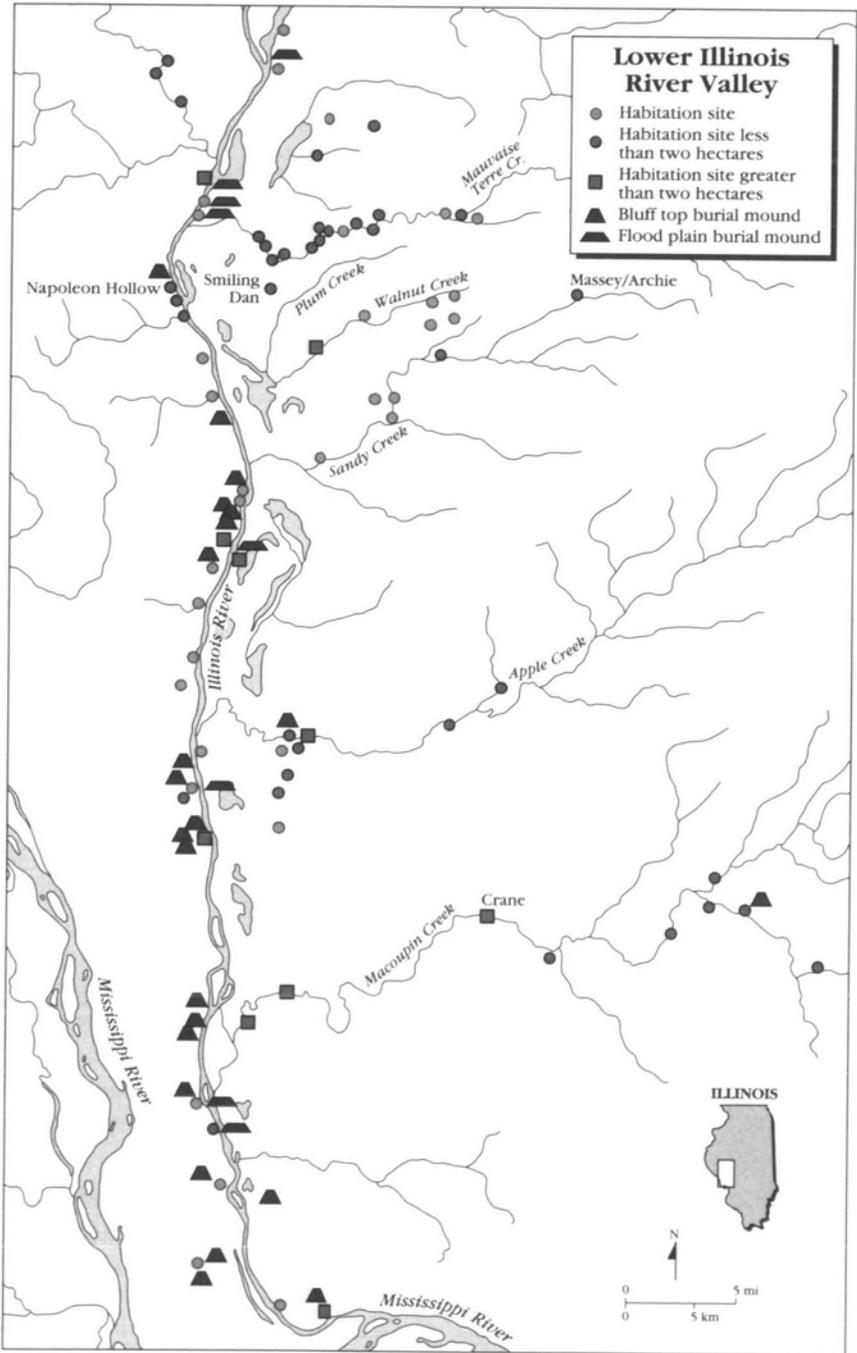 Lower Illinois
River Valley
Habitation site
Habitation site less
than two hectares
Habitation site greater
than two hectares
Bluff top burial mound
Flood plain burial mound
Mauvaise
Terre Cr.
Napoleon Hollow
Smiling
Dan
Plum Creek
Walnut Creek
Massey/Archie
Sandy Creek
Illinois River
Apple Creek
Crane
Macoupin Creek
Mississippi River
ILLINOIS
N
0 5 mi
0 5 km
Mississippi River